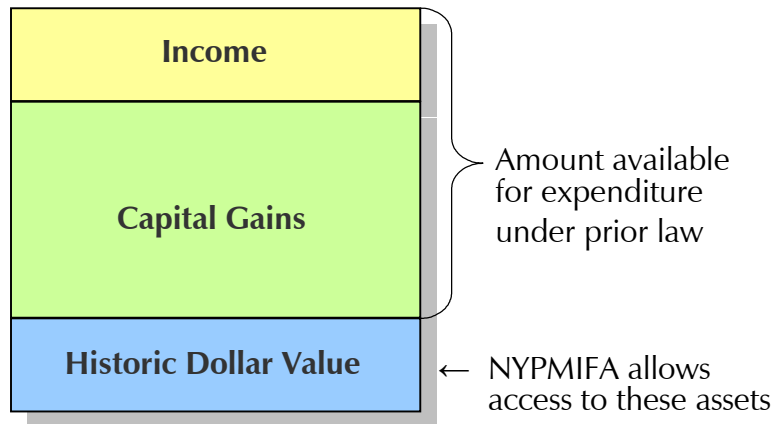 Income
Capital Gains
Amount available
for expenditure
under prior law
Historic Dollar Value
← NYPMIFA allows
access to these assets